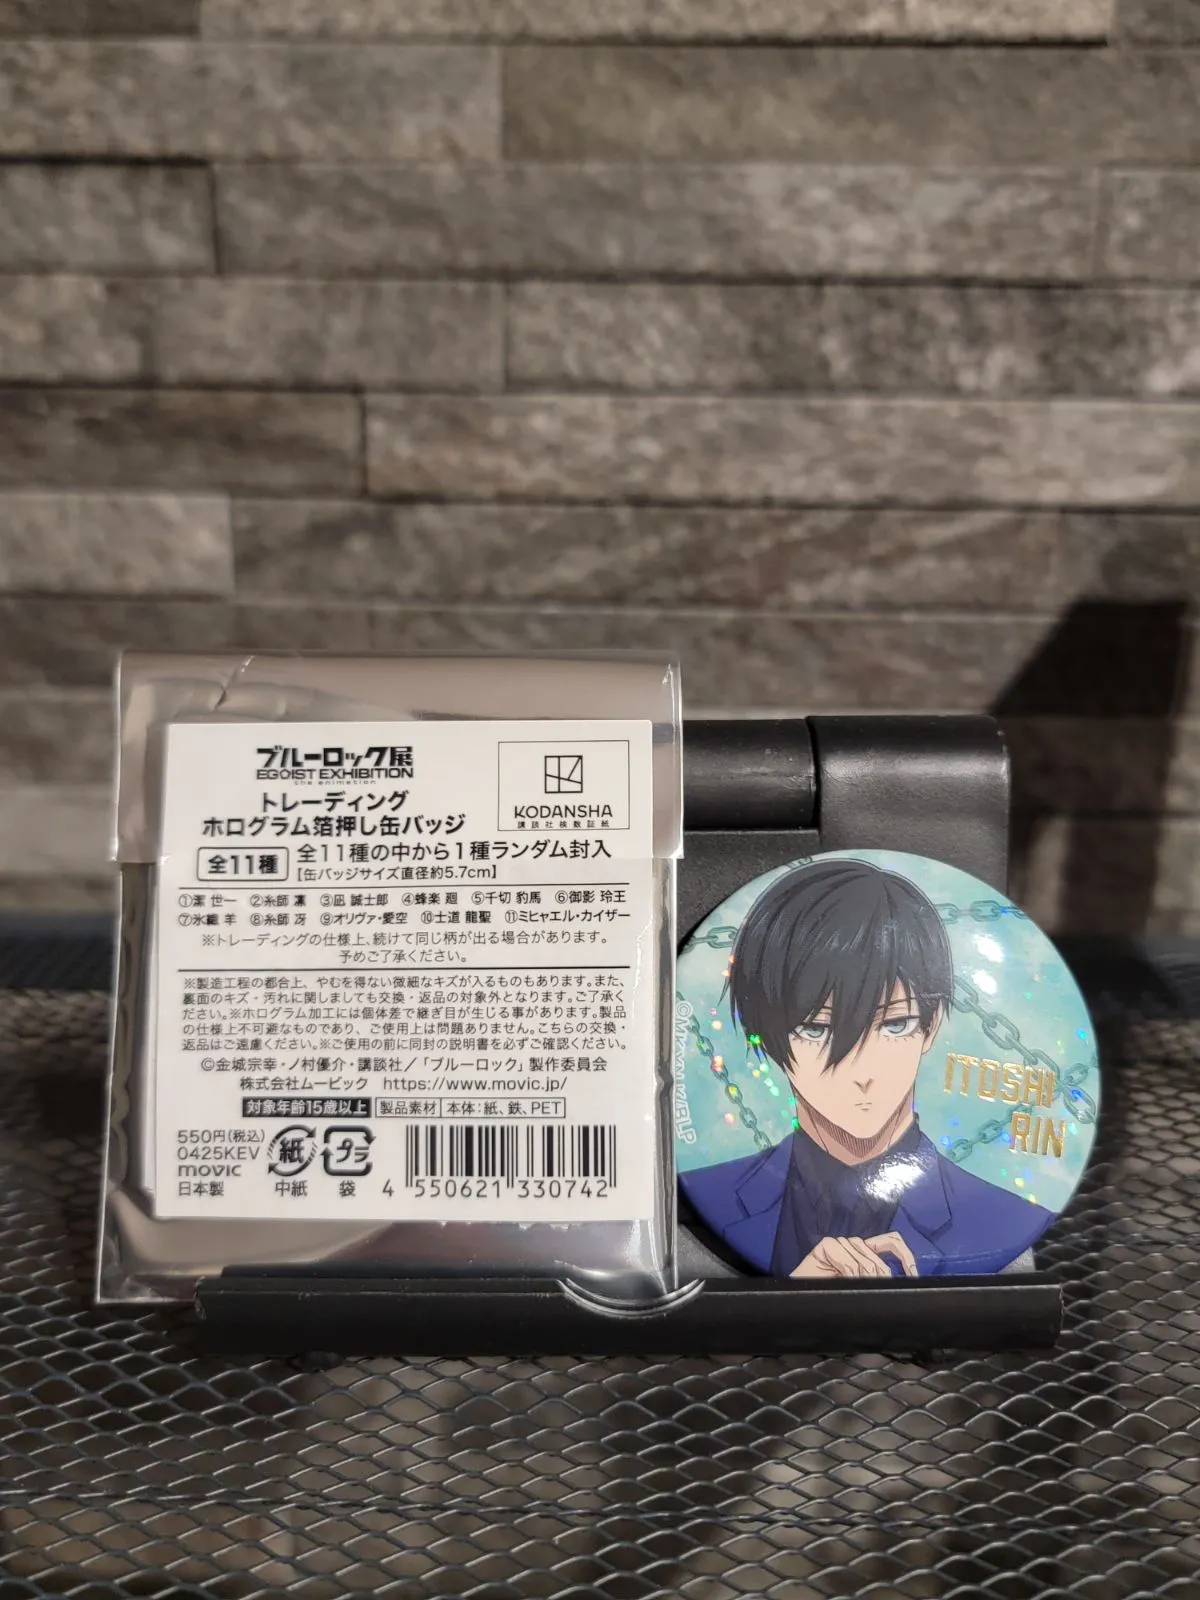 ブルーロック展
EGOIST EXHIBITION
the animation
トレーディング
ホログラム箔押し缶バッジ
KODANSHA
講談社検数証紙
全11種
全11種の中から1種ランダム封入
【缶バッジサイズ直径約5.7cm】
①潔 世一 ②糸師 凛 ③凪 誠士郎 ④蜂楽 廻 ⑤千切 豹馬 ⑥御影 玲王
⑦氷織 羊 ⑧糸師 冴 ⑨オリヴァ・愛空 ⑩士道 龍聖 ⑪ミヒャエル・カイザー
※トレーディングの仕様上、続けて同じ柄が出る場合があります。
予めご了承ください。
※製造工程の都合上、やむを得ない微細なキズが入るものもあります。また、
裏面のキズ・汚れに関しましても交換・返品の対象外となります。ご了承く
ださい。※ホログラム加工には個体差で継ぎ目が生じる事があります。製品
の仕様上不可避なものであり、ご使用上は問題ありません。こちらの交換・
返品はご遠慮ください。※ご使用の前に同封の説明書を必ずご確認ください。
©金城宗幸・ノ村優介・講談社／「ブルーロック」製作委員会
株式会社ムービック https://www.movic.jp/
対象年齢15歳以上 製品素材 本体：紙、鉄、PET
550円(税込)
0425KEV
movic
日本製
紙
中紙
プラ
袋
4 550621 330742
ITOSHI
RIN
©MK,YN,K/BLP